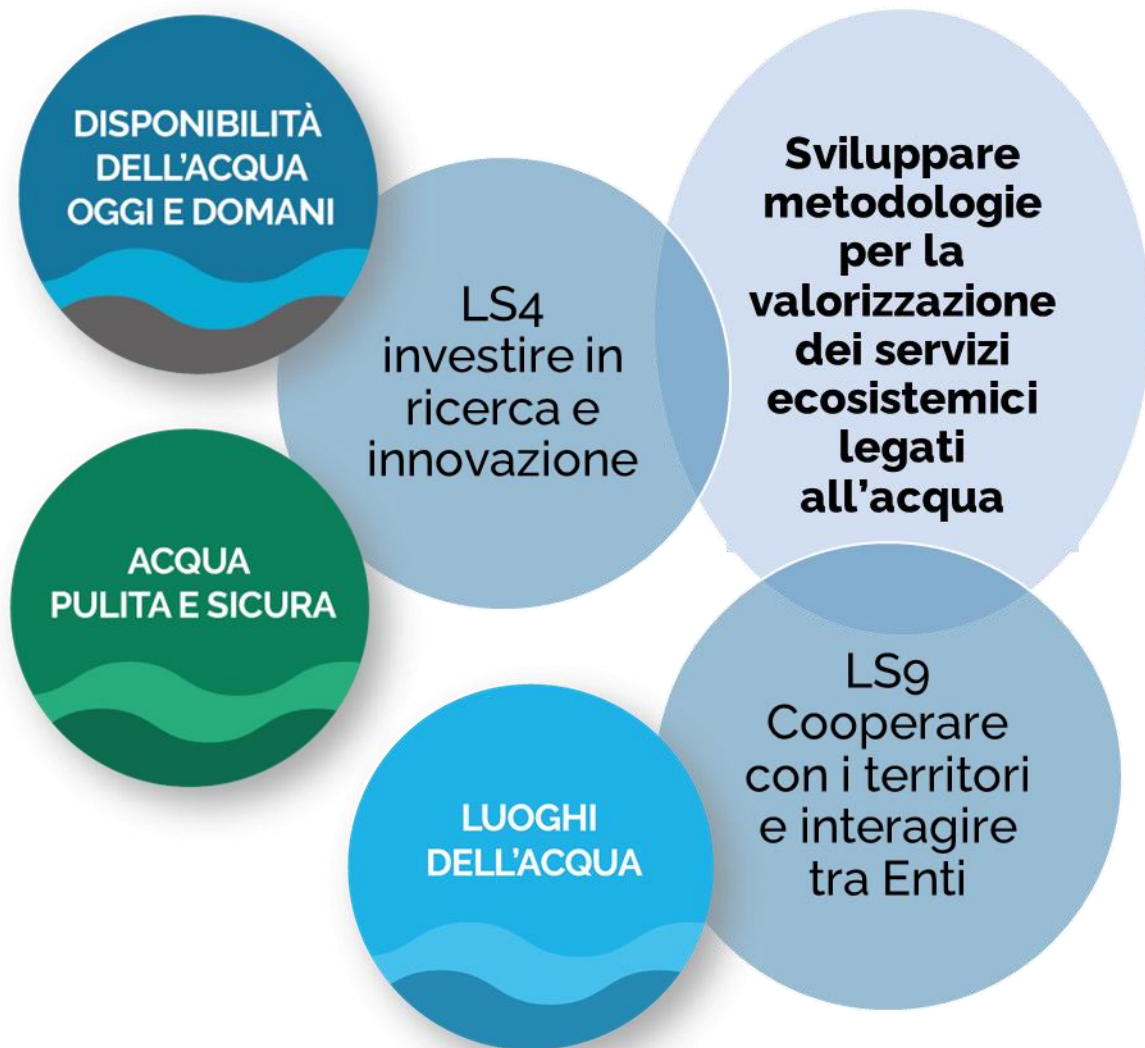 DISPONIBILITÀ
DELL'ACQUA
OGGI E DOMANI
LS4
investire in
ricerca e
innovazione
Sviluppare
metodologie
per la
valorizzazione
dei servizi
ecosistemici
legati
all'acqua
ACQUA
PULITA E SICURA
LUOGHI
DELL'ACQUA
LS9
Cooperare
con i territori
e interagire
tra Enti